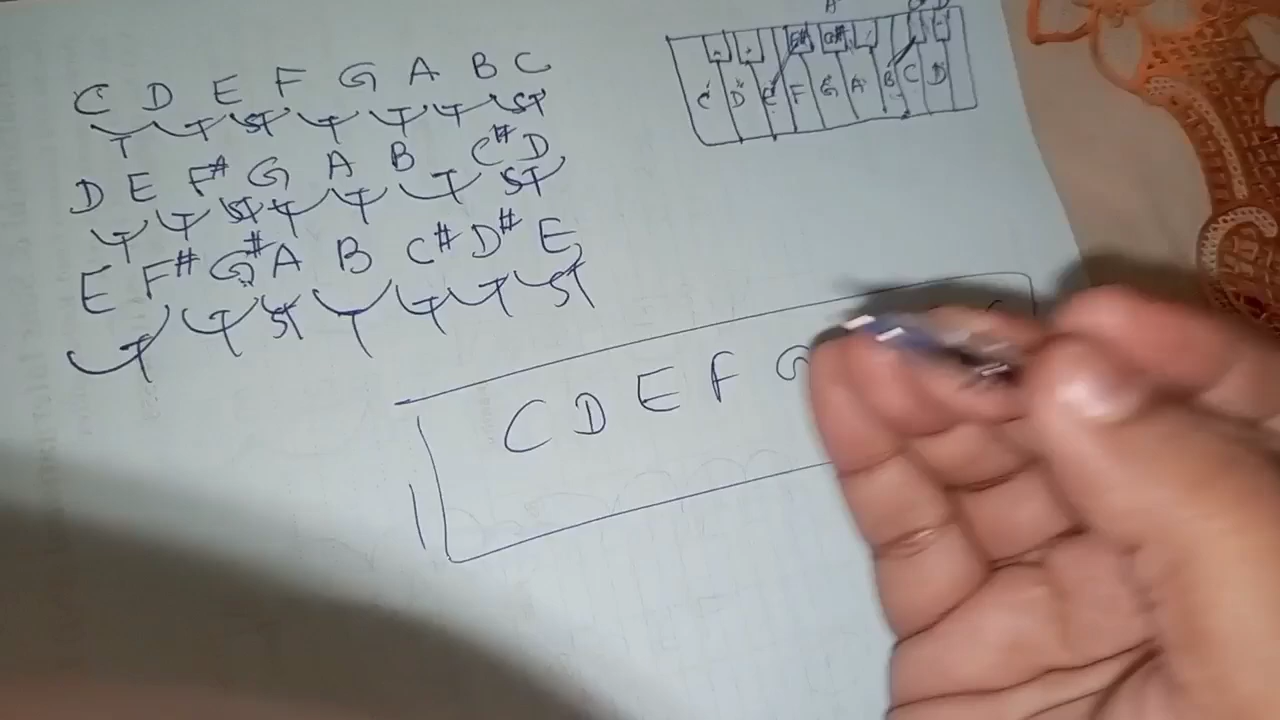 C D E F G A B C
T T ST T T T ST
D E F# G A B C# D
T T ST T T T ST
E F# G# A B C# D# E
T T ST T T T ST
F# G#
C D E F G A B C D
C D E F G